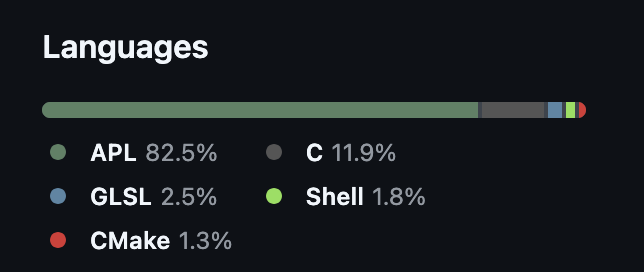 Languages
APL 82.5% C 11.9%
GLSL 2.5% Shell 1.8%
CMake 1.3%